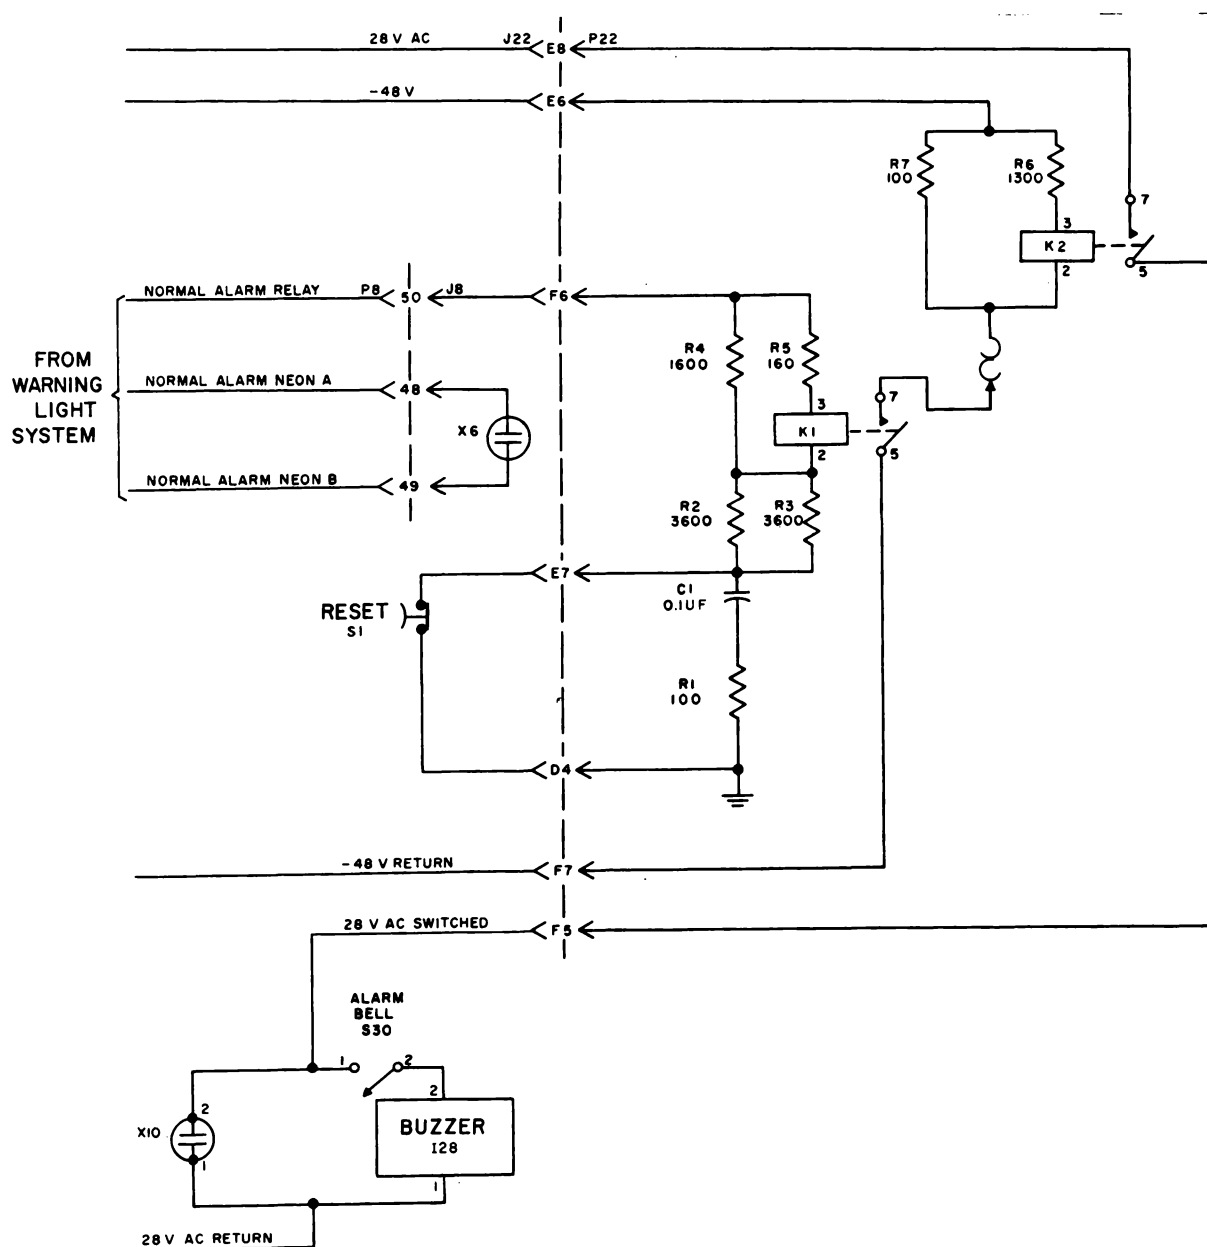 28 V AC J22 E8 P22
-48 V E6
R7
100
R6
1300
7
3
K2
2
5
NORMAL ALARM RELAY P8 50 J8 F6
FROM
WARNING
LIGHT
SYSTEM
R4
1600
R5
160
NORMAL ALARM NEON A 48
7
3
X6
K1
2
5
NORMAL ALARM NEON B 49
R2
3600
R3
3600
E7
C1
0.1UF
RESET
S1
R1
100
D4
-48 V RETURN F7
28 V AC SWITCHED F5
ALARM
BELL
S30
1 2
2
2
X10
BUZZER
I28
1
1
28 V AC RETURN